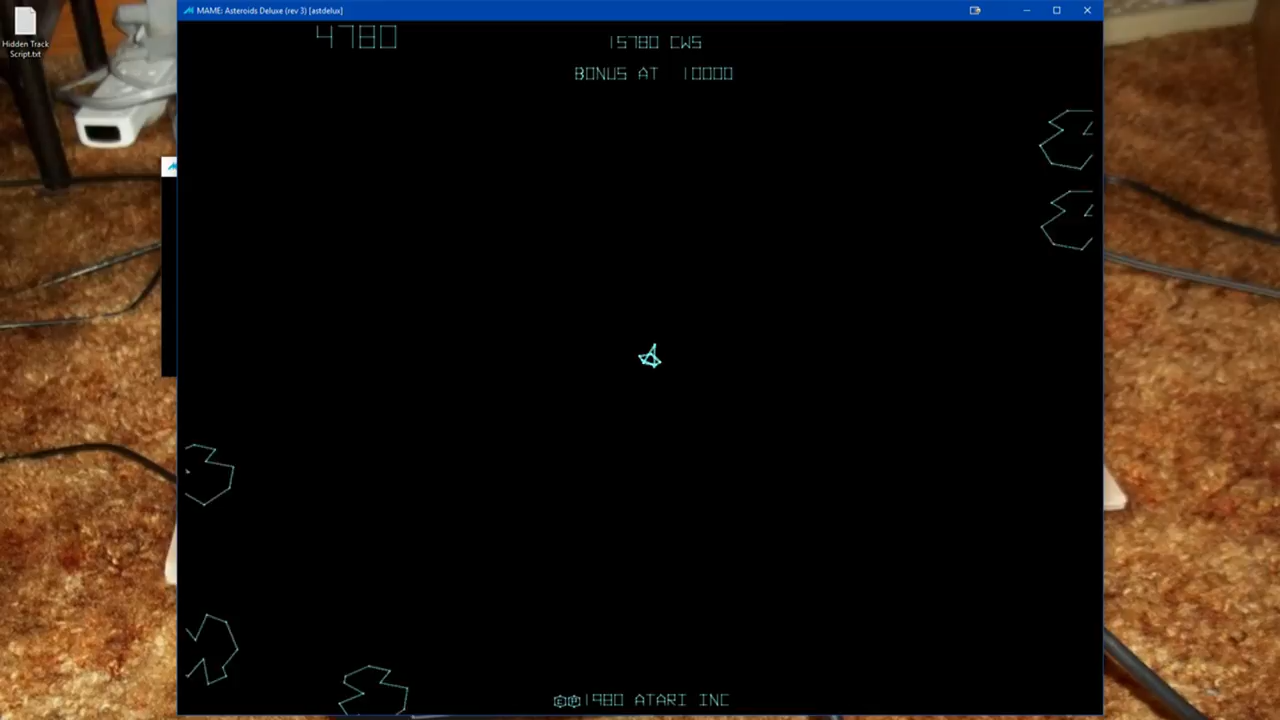 MAME: Asteroids Deluxe (rev 3) [astdelux]
Hidden Track
Script.txt
4780
15780 CWS
BONUS AT 10000
©℗1980 ATARI INC